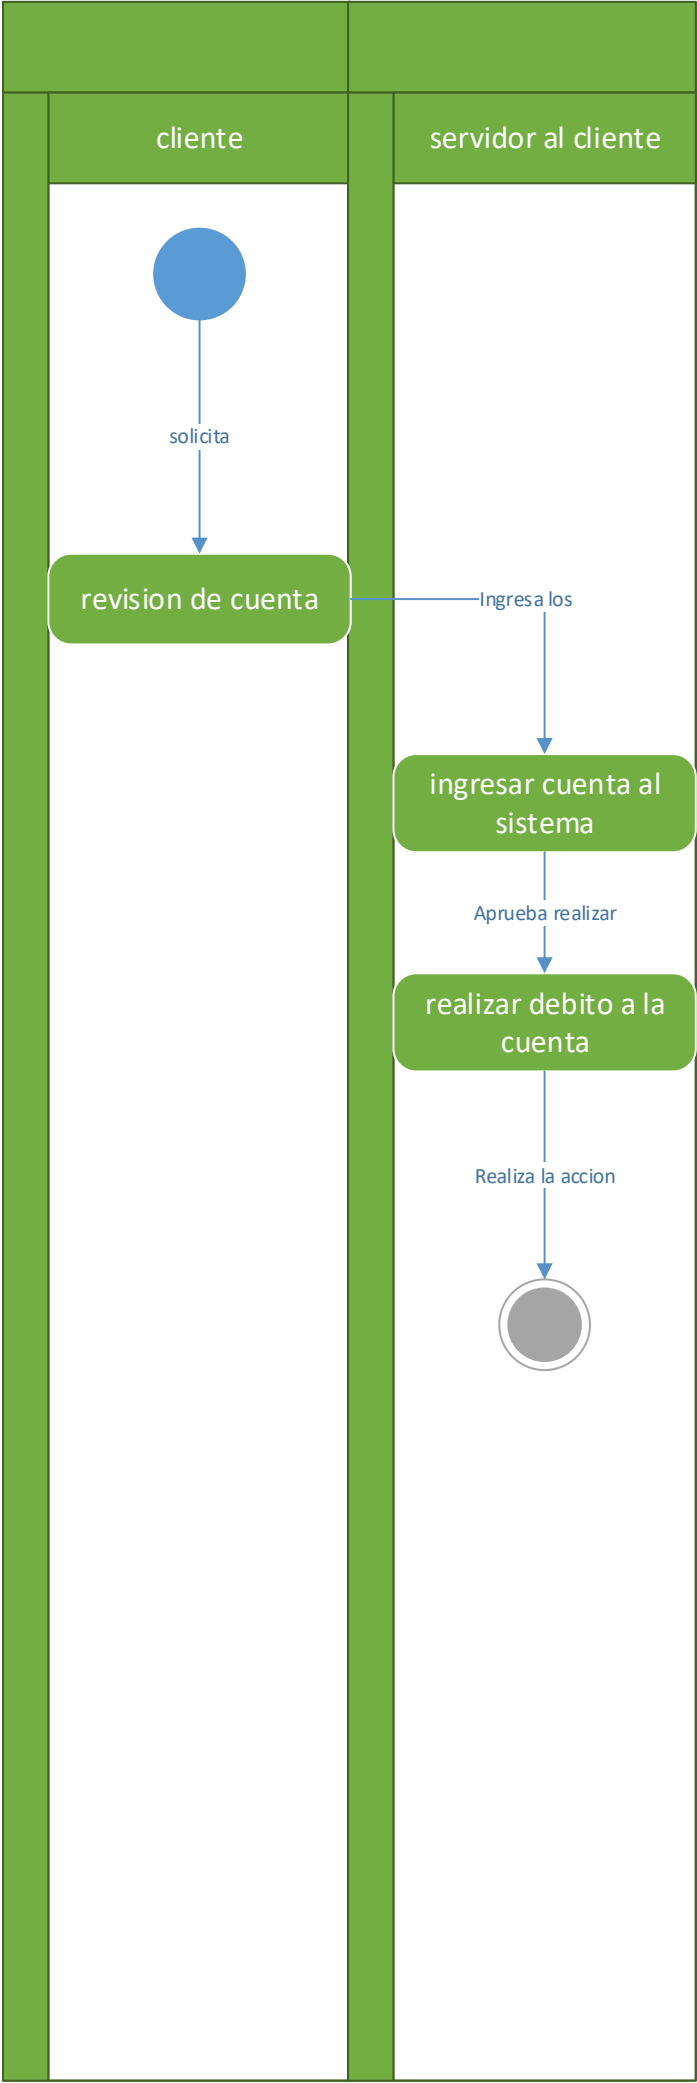 cliente
servidor al cliente
solicita
revision de cuenta
Ingresa los
ingresar cuenta al
sistema
Aprueba realizar
realizar debito a la
cuenta
Realiza la accion